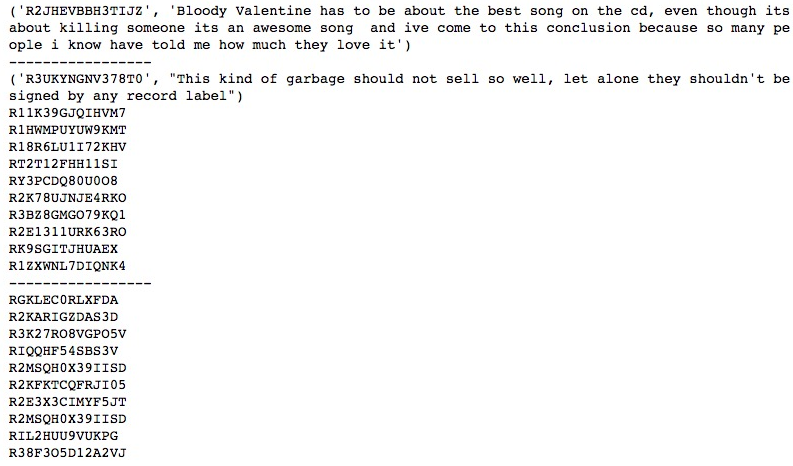 ('R2JHEVBBH3TIJZ', 'Bloody Valentine has to be about the best song on the cd, even though its
about killing someone its an awesome song  and ive come to this conclusion because so many pe
ople i know have told me how much they love it')
-----------------
('R3UKYNGNV378T0', "This kind of garbage should not sell so well, let alone they shouldn't be
signed by any record label")
R11K39GJQIHVM7
R1HWMPUYUW9KMT
R18R6LU1I72KHV
RT2T12FHH11SI
RY3PCDQ80U0O8
R2K78UJNJE4RKO
R3BZ8GMGO79KQ1
R2E1311URK63RO
RK9SGITJHUAEX
R1ZXWNL7DIQNK4
-----------------
RGKLEC0RLXFDA
R2KARIGZDAS3D
R3K27RO8VGPO5V
RIQQHF54SBS3V
R2MSQH0X39IISD
R2KFKTCQFRJI05
R2E3X3CIMYF5JT
R2MSQH0X39IISD
RIL2HUU9VUKPG
R38F3O5D12A2VJ